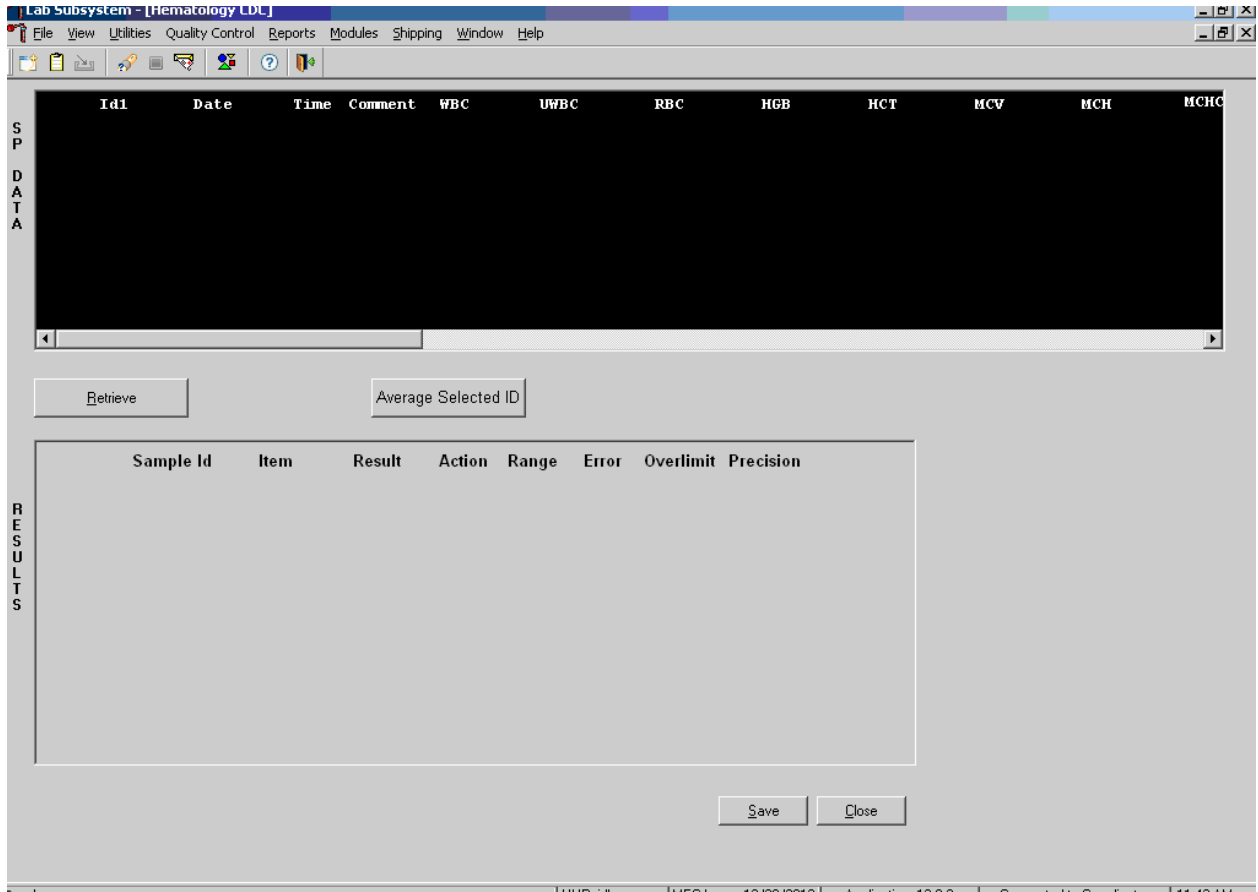 Lab Subsystem - [Hematology CDC]
File View Utilities Quality Control Reports Modules Shipping Window Help
Id1 Date Time Comment WBC UWBC RBC HGB HCT MCV MCH MCHC
SP DATA
Retrieve Average Selected ID
Sample Id Item Result Action Range Error Overlimit Precision
RESULTS
Save Close